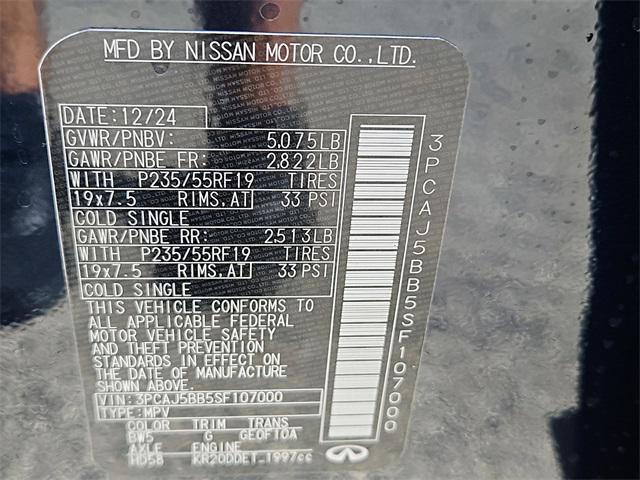 MFD BY NISSAN MOTOR CO.,LTD.
DATE:12/24
GVWR/PNBV: 5,075LB
GAWR/PNBE FR: 2,822LB
WITH P235/55RF19 TIRES
19x7.5 RIMS,AT 33 PSI
COLD SINGLE
GAWR/PNBE RR: 2,513LB
WITH P235/55RF19 TIRES
19x7.5 RIMS,AT 33 PSI
COLD SINGLE
THIS VEHICLE CONFORMS TO
ALL APPLICABLE FEDERAL
MOTOR VEHICLE SAFETY
AND THEFT PREVENTION
STANDARDS IN EFFECT ON
THE DATE OF MANUFACTURE
SHOWN ABOVE.
VIN:3PCAJ5BB5SF107000
TYPE:MPV
COLOR TRIM TRANS
BW5 G GE0F10A
AXLE ENGINE
HD58 KR20DDET 1997cc
3PCAJ5BB5SF107000